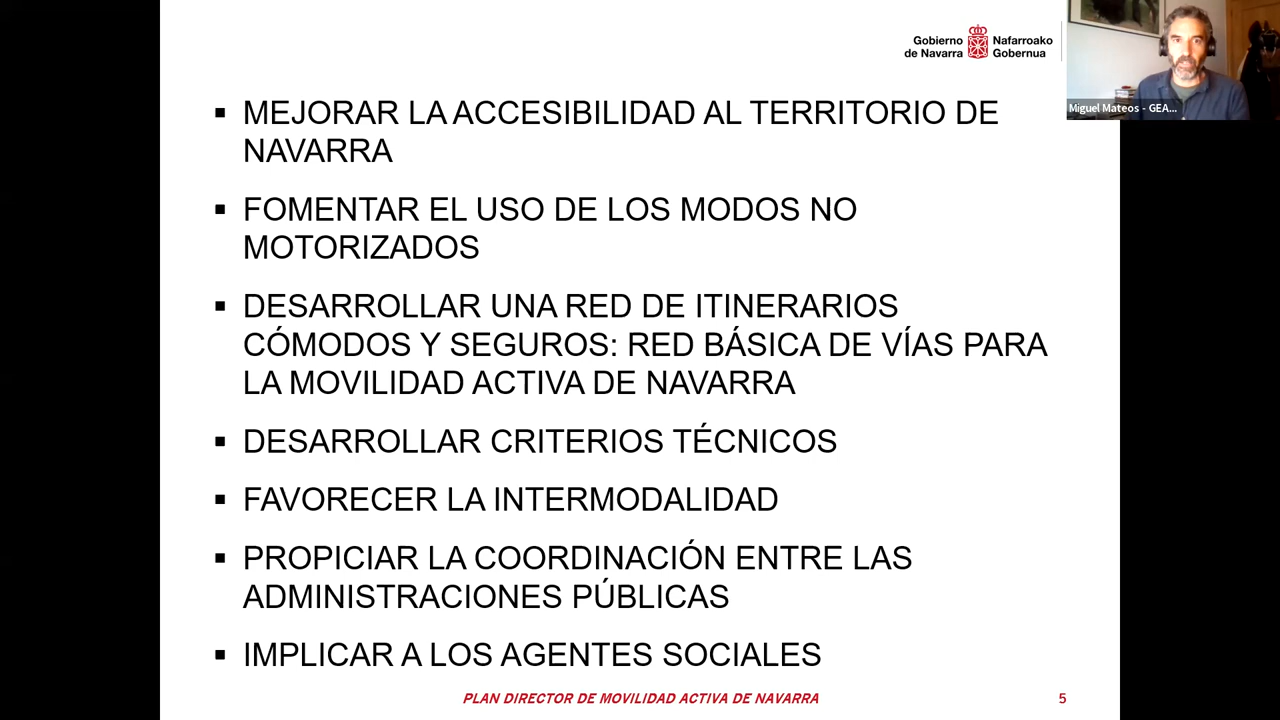 Gobierno
de Navarra
Nafarroako
Gobernua
Miguel Mateos - GEA...
▪ MEJORAR LA ACCESIBILIDAD AL TERRITORIO DE
NAVARRA
▪ FOMENTAR EL USO DE LOS MODOS NO
MOTORIZADOS
▪ DESARROLLAR UNA RED DE ITINERARIOS
CÓMODOS Y SEGUROS: RED BÁSICA DE VÍAS PARA
LA MOVILIDAD ACTIVA DE NAVARRA
▪ DESARROLLAR CRITERIOS TÉCNICOS
▪ FAVORECER LA INTERMODALIDAD
▪ PROPICIAR LA COORDINACIÓN ENTRE LAS
ADMINISTRACIONES PÚBLICAS
▪ IMPLICAR A LOS AGENTES SOCIALES
PLAN DIRECTOR DE MOVILIDAD ACTIVA DE NAVARRA
5